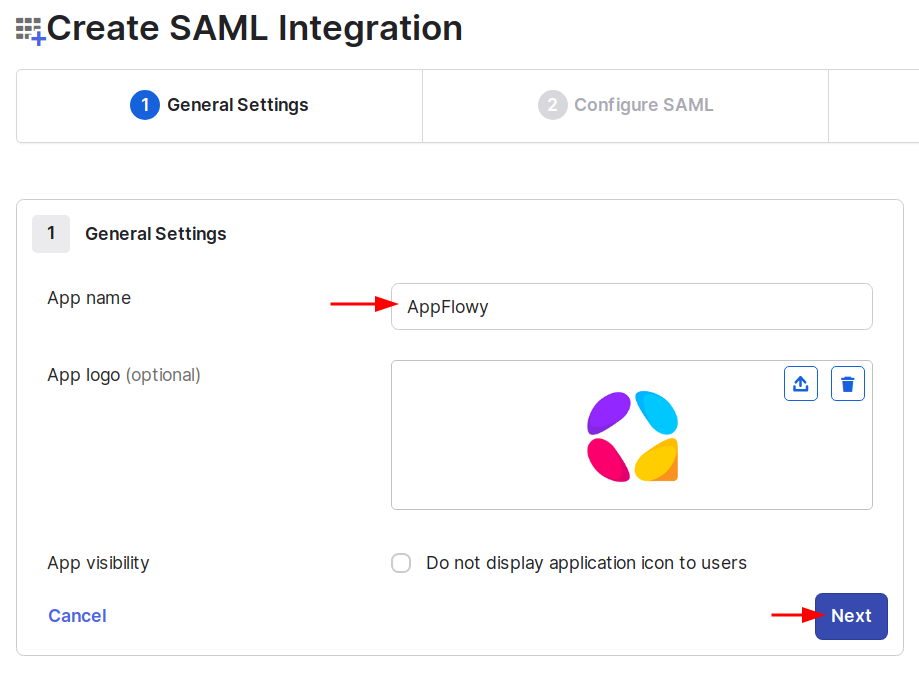 Create SAML Integration
1 General Settings
2 Configure SAML
1 General Settings
App name
AppFlowy
App logo (optional)
App visibility
Do not display application icon to users
Cancel
Next